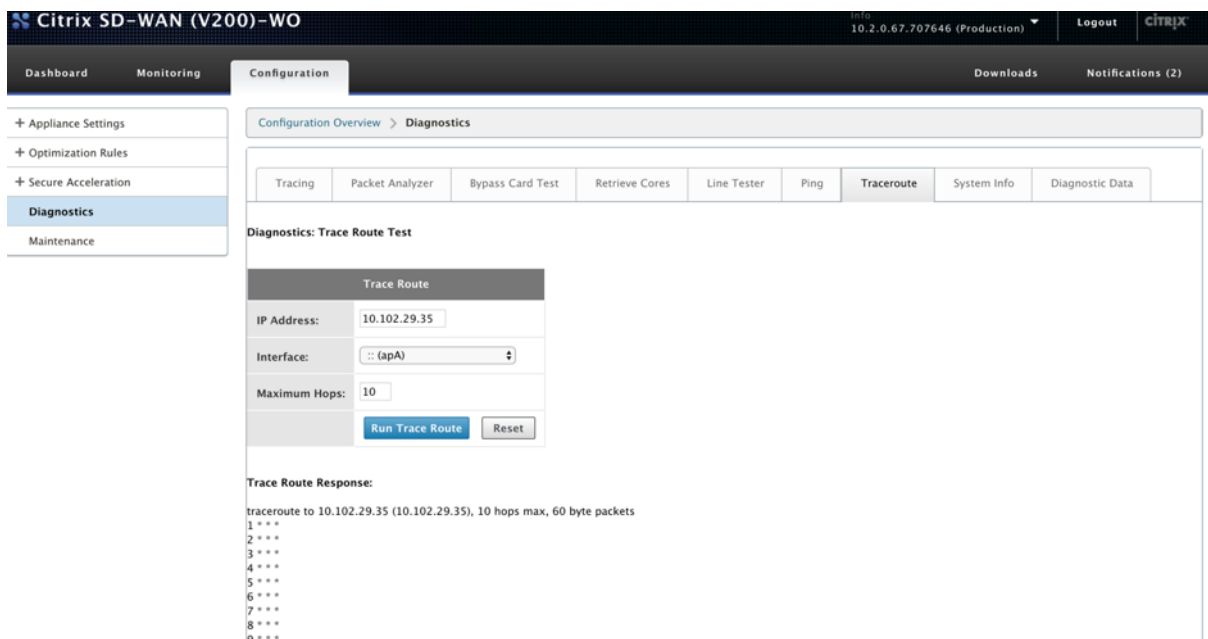 Citrix SD-WAN (V200)-WO
Info
10.2.0.67.707646 (Production)
Logout
CİTRIX
Dashboard Monitoring Configuration Downloads Notifications (2)
+ Appliance Settings
+ Optimization Rules
+ Secure Acceleration
Diagnostics
Maintenance
Configuration Overview > Diagnostics
Tracing Packet Analyzer Bypass Card Test Retrieve Cores Line Tester Ping Traceroute System Info Diagnostic Data
Diagnostics: Trace Route Test
Trace Route
IP Address: 10.102.29.35
Interface: :: (apA)
Maximum Hops: 10
Run Trace Route Reset
Trace Route Response:
traceroute to 10.102.29.35 (10.102.29.35), 10 hops max, 60 byte packets
1 * * *
2 * * *
3 * * *
4 * * *
5 * * *
6 * * *
7 * * *
8 * * *
9 * * *